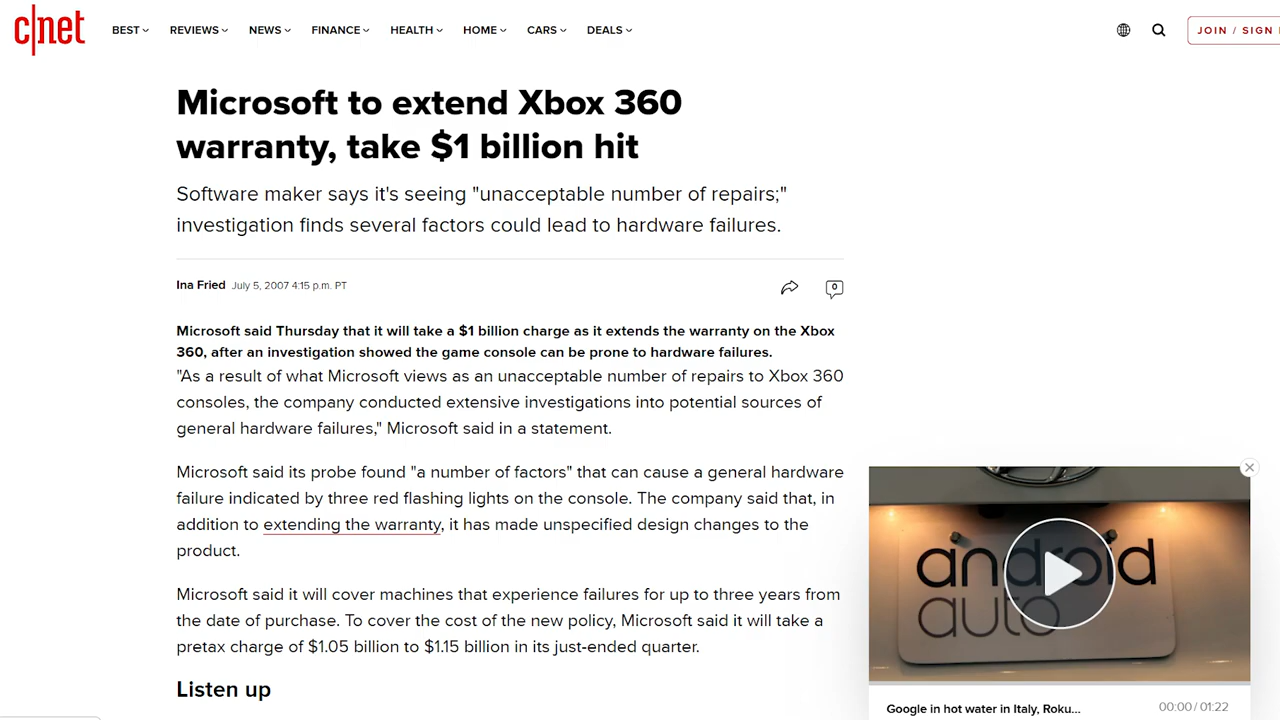 c|net
BEST REVIEWS NEWS FINANCE HEALTH HOME CARS DEALS JOIN / SIGN
Microsoft to extend Xbox 360
warranty, take $1 billion hit
Software maker says it's seeing "unacceptable number of repairs;"
investigation finds several factors could lead to hardware failures.
Ina Fried July 5, 2007 4:15 p.m. PT
0
Microsoft said Thursday that it will take a $1 billion charge as it extends the warranty on the Xbox
360, after an investigation showed the game console can be prone to hardware failures.
"As a result of what Microsoft views as an unacceptable number of repairs to Xbox 360
consoles, the company conducted extensive investigations into potential sources of
general hardware failures," Microsoft said in a statement.
Microsoft said its probe found "a number of factors" that can cause a general hardware
failure indicated by three red flashing lights on the console. The company said that, in
addition to extending the warranty, it has made unspecified design changes to the
product.
Microsoft said it will cover machines that experience failures for up to three years from
the date of purchase. To cover the cost of the new policy, Microsoft said it will take a
pretax charge of $1.05 billion to $1.15 billion in its just-ended quarter.
Listen up
android
auto
Google in hot water in Italy, Roku... 00:00 / 01:22